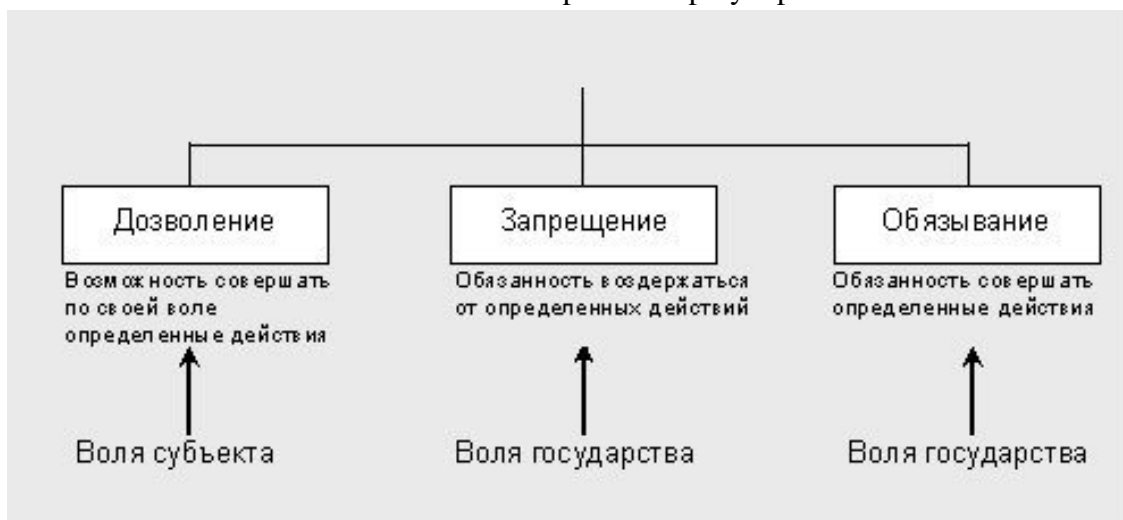 Дозволение
Возможность совершать
по своей воле
определенные действия
Воля субъекта
Запрещение
Обязанность воздержаться
от определенных действий
Воля государства
Обязывание
Обязанность совершать
определенные действия
Воля государства